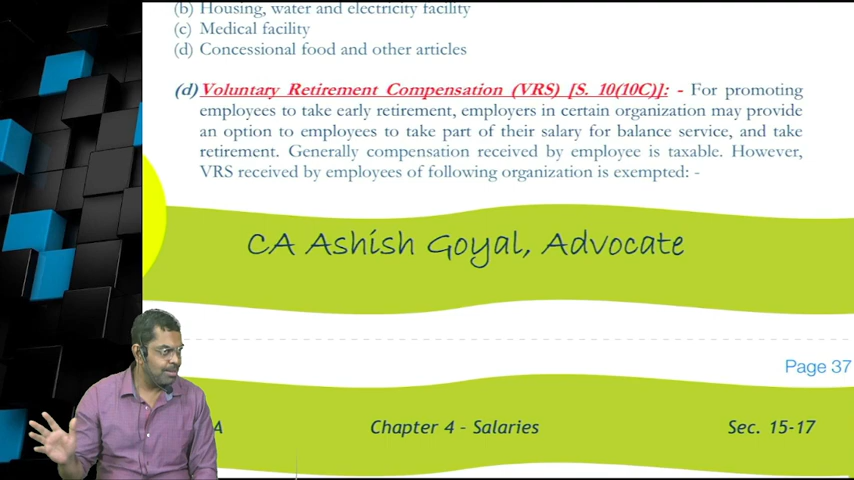 (b) Housing, water and electricity facility
(c) Medical facility
(d) Concessional food and other articles
(d) Voluntary Retirement Compensation (VRS) [S. 10(10C)]: - For promoting
employees to take early retirement, employers in certain organization may provide
an option to employees to take part of their salary for balance service, and take
retirement. Generally compensation received by employee is taxable. However,
VRS received by employees of following organization is exempted: -
CA Ashish Goyal, Advocate
Page 37
A Chapter 4 – Salaries Sec. 15-17